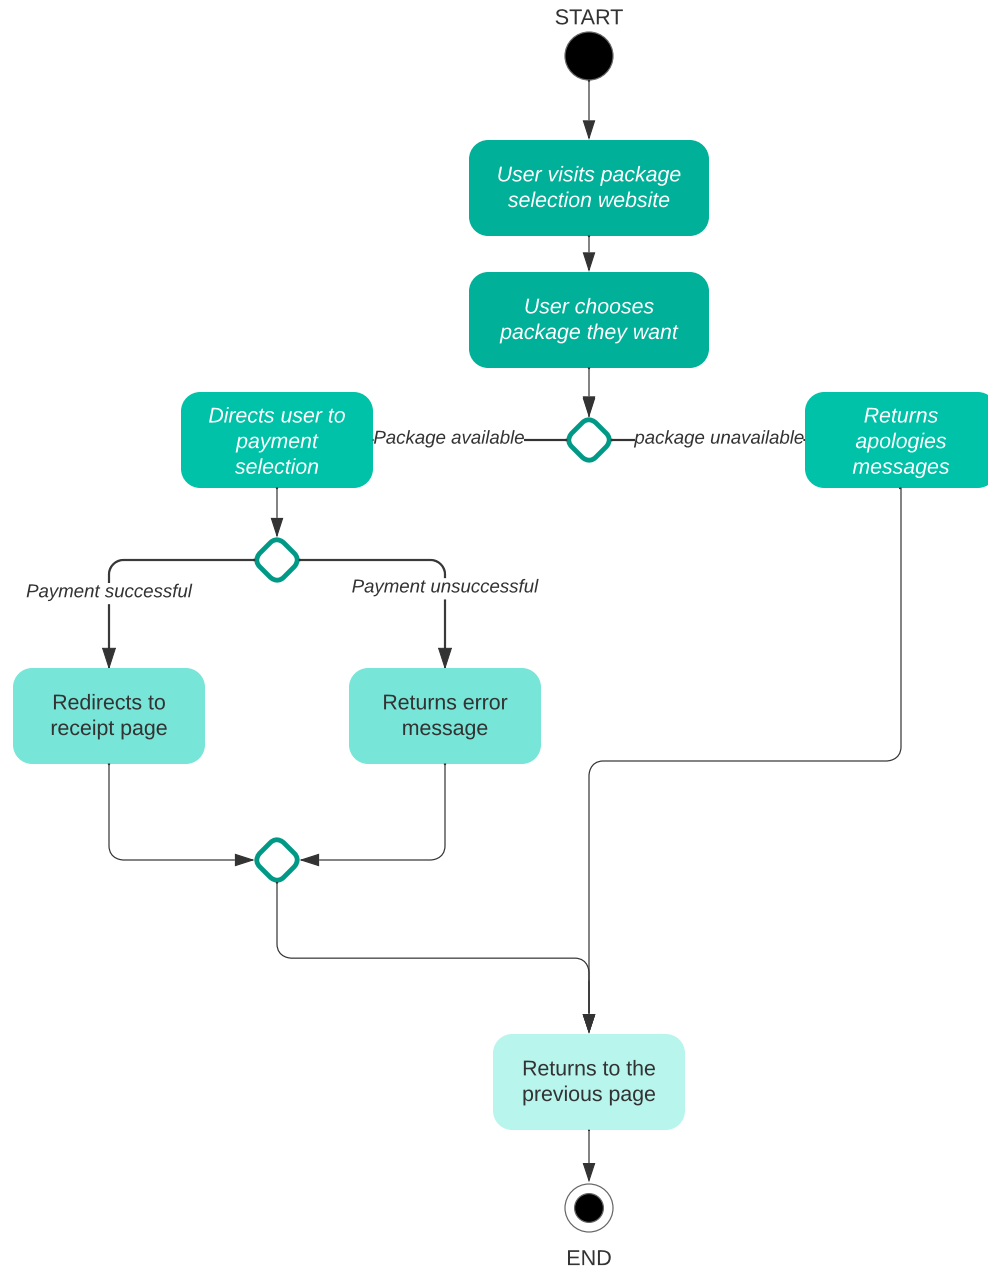 START
User visits package
selection website
User chooses
package they want
Directs user to
payment
selection
Package available
package unavailable
Returns
apologies
messages
Payment successful
Payment unsuccessful
Redirects to
receipt page
Returns error
message
Returns to the
previous page
END